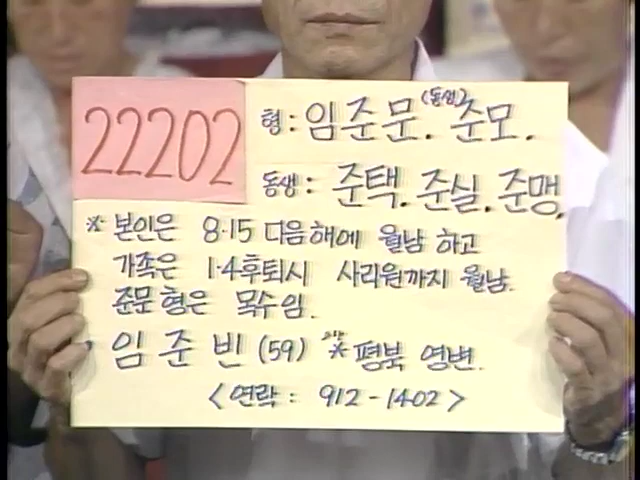 22202
형: 임준문. (동생) 준모.
동생: 준택. 준실. 준맹.
※ 본인은 8·15 다음해에 월남 하고
가족은 1·4후퇴시 사리원까지 월남.
준문 형은 목수임.
임준빈 (59) ※ 평북 영변.
<연락: 912-1402>